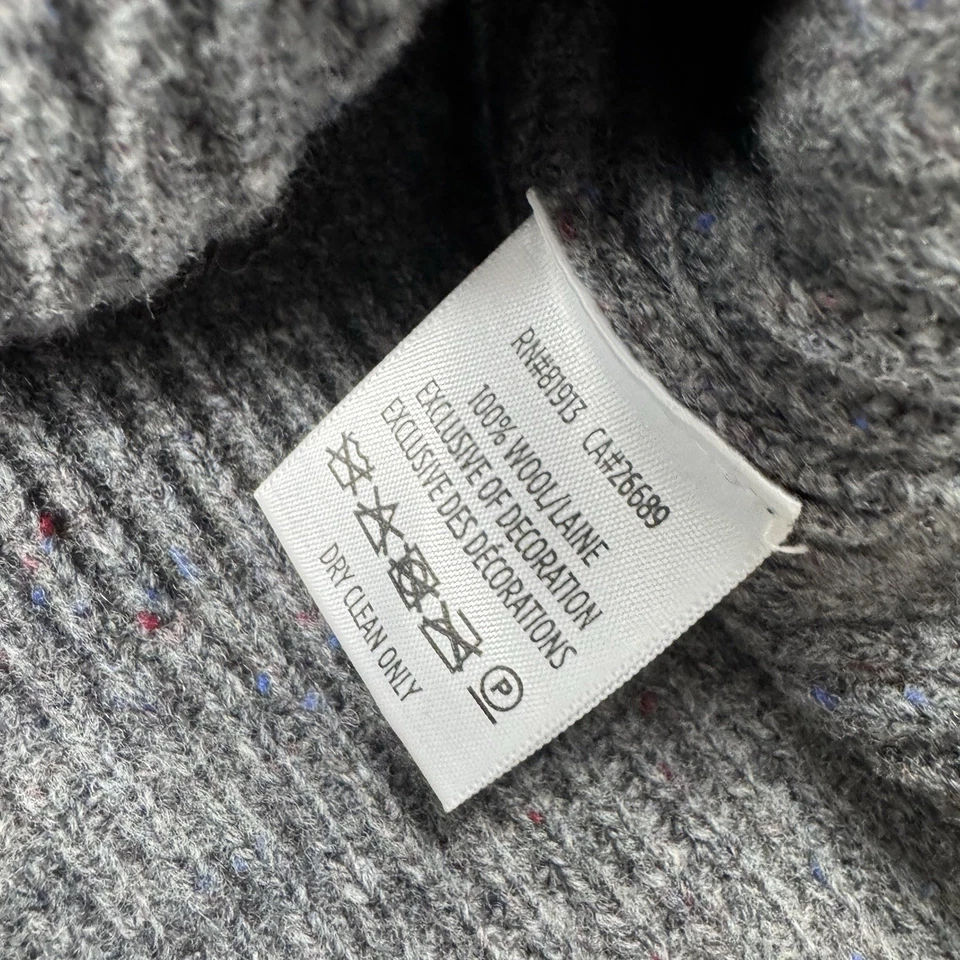 RN#81913 CA#26689
100% WOOL/LAINE
EXCLUSIVE OF DECORATION
EXCLUSIVE DES DÉCORATIONS
P
DRY CLEAN ONLY